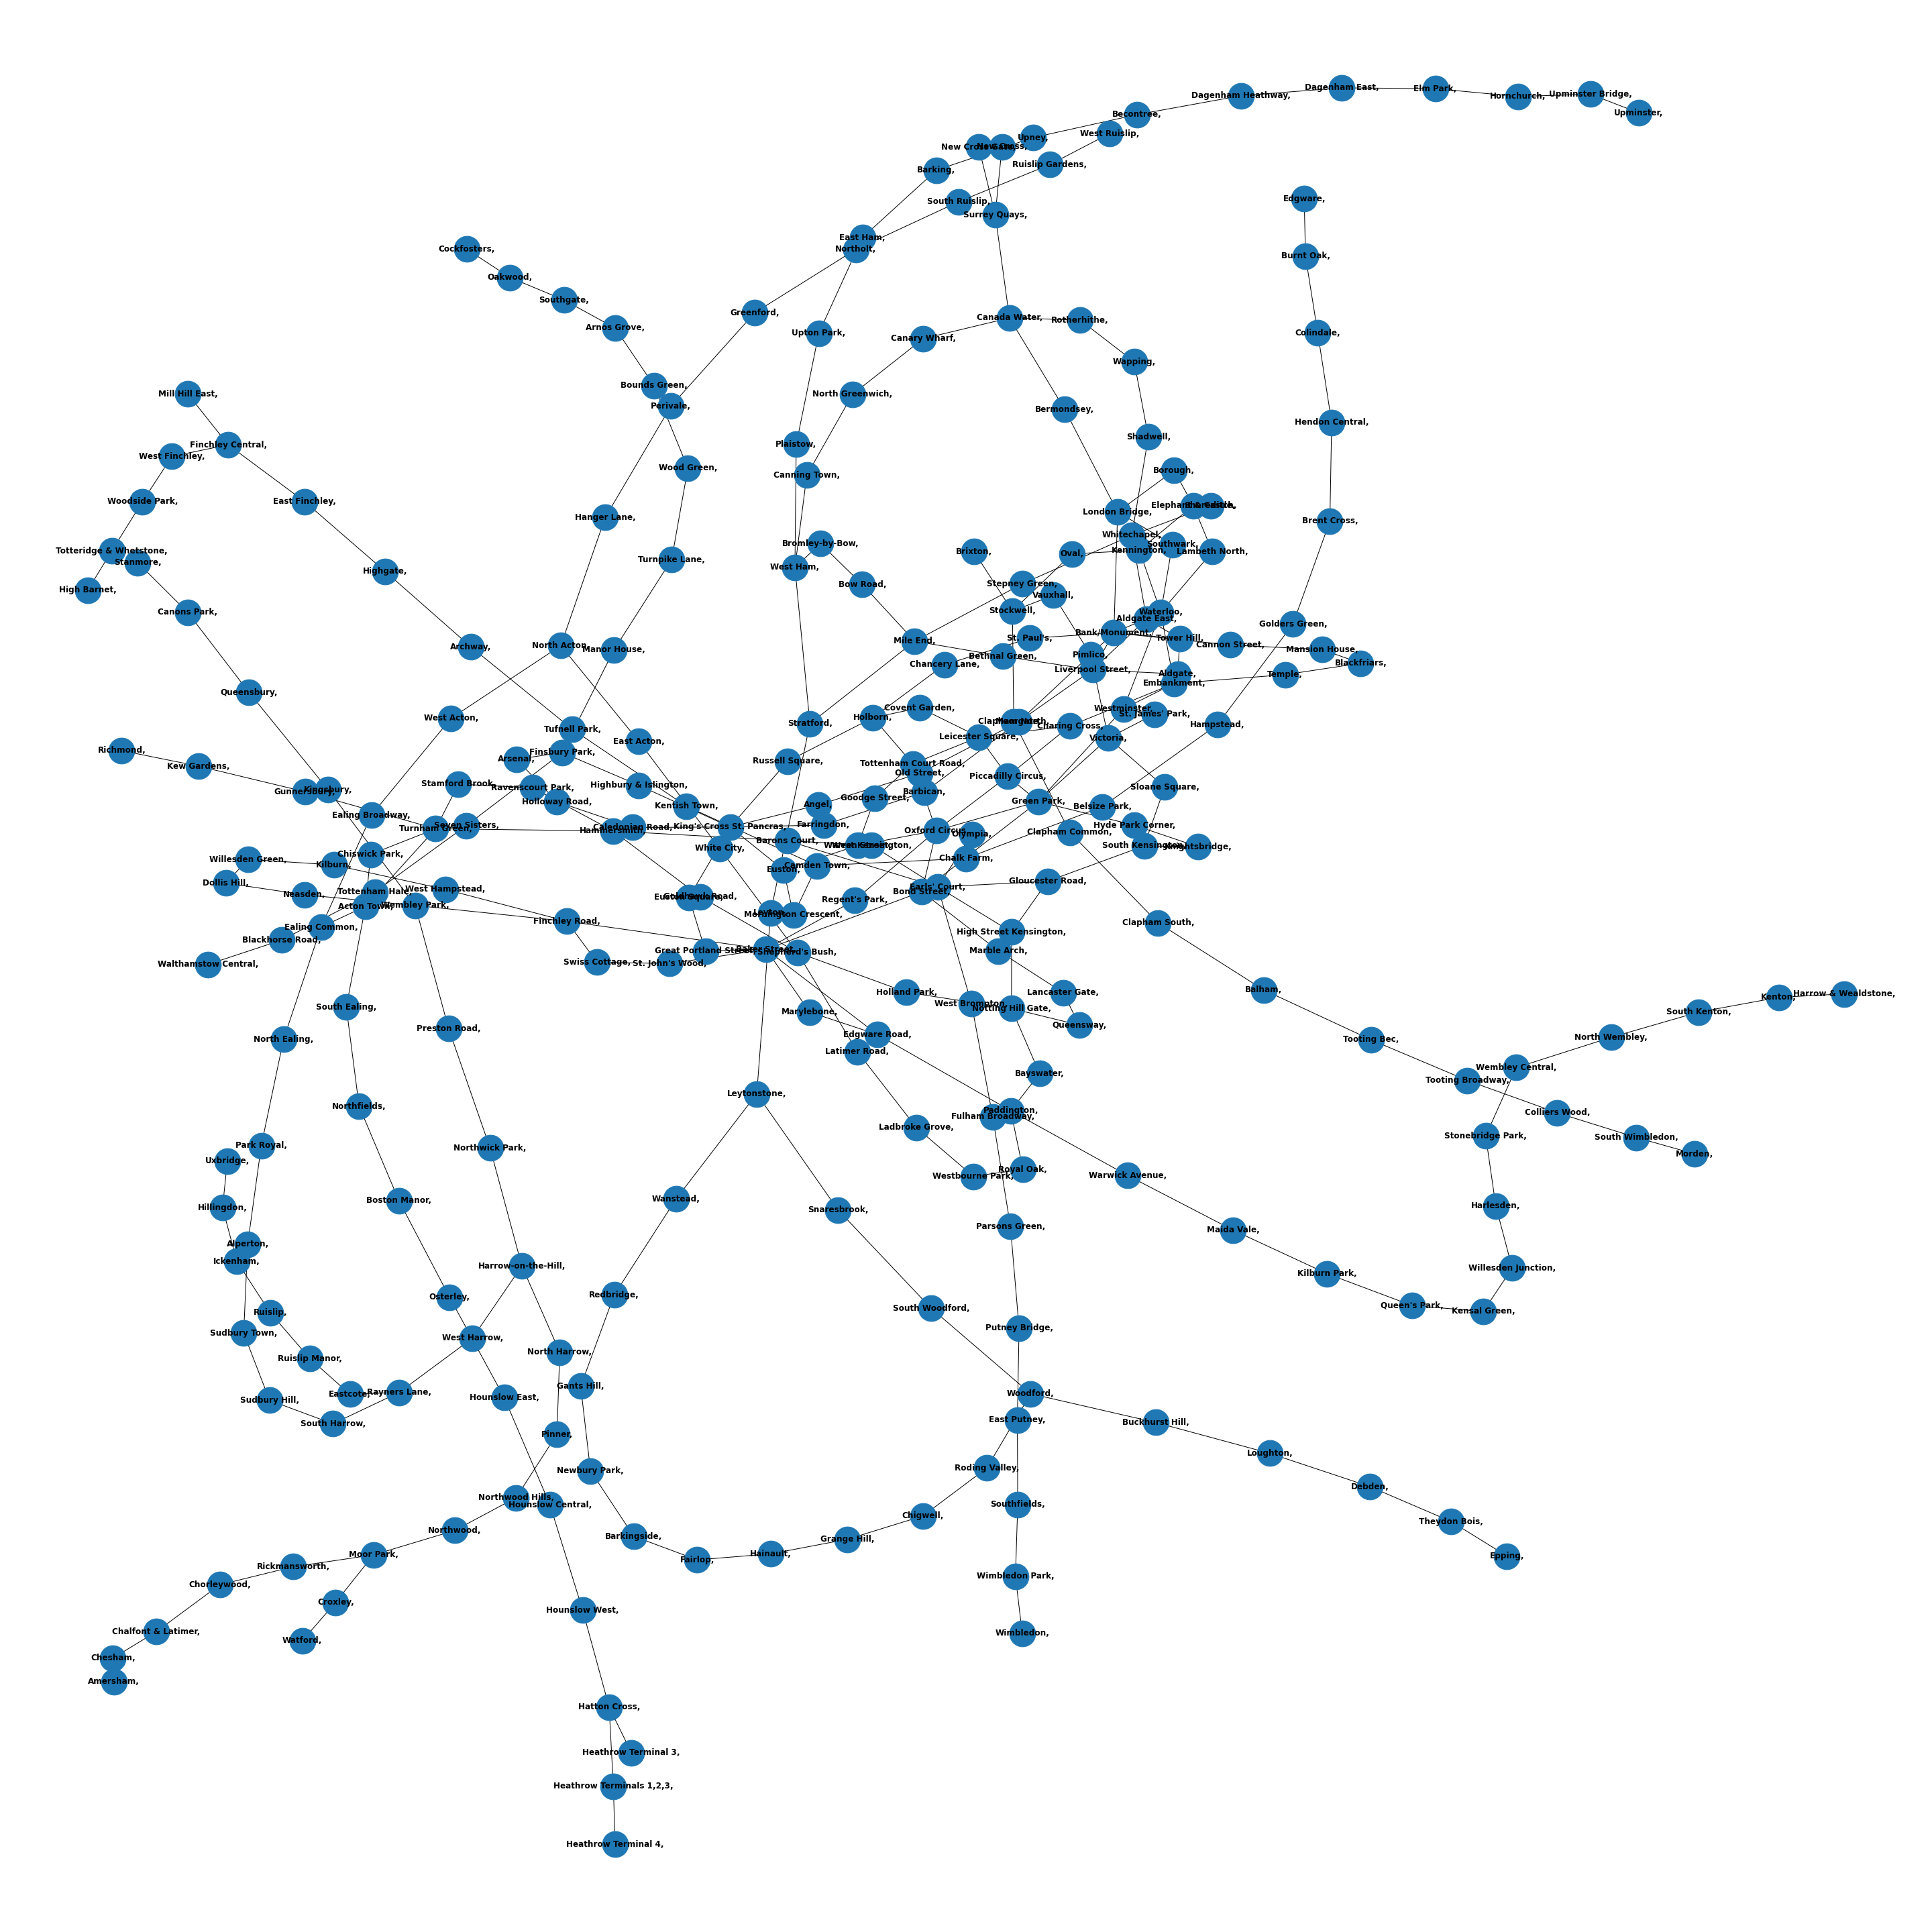 Dagenham East,
Elm Park,
Dagenham Heathway,
Hornchurch,
Upminster Bridge,
Upminster,
Becontree,
West Ruislip,
Upney,
New Cross Gate,
New Cross,
Ruislip Gardens,
Barking,
South Ruislip,
Edgware,
Surrey Quays,
East Ham,
Northolt,
Cockfosters,
Burnt Oak,
Oakwood,
Southgate,
Greenford,
Canada Water,
Rotherhithe,
Arnos Grove,
Upton Park,
Colindale,
Canary Wharf,
Wapping,
Bounds Green,
Mill Hill East,
North Greenwich,
Perivale,
Bermondsey,
Hendon Central,
Shadwell,
Finchley Central,
Plaistow,
West Finchley,
Wood Green,
Borough,
Canning Town,
Woodside Park,
East Finchley,
Elephant & Castle,
London Bridge,
Hanger Lane,
Brent Cross,
Whitechapel,
Bromley-by-Bow,
Southwark,
Kennington,
Lambeth North,
Totteridge & Whetstone,
Brixton,
Oval,
Stanmore,
Turnpike Lane,
West Ham,
Highgate,
Bow Road,
Stepney Green,
High Barnet,
Vauxhall,
Canons Park,
Stockwell,
Waterloo,
Aldgate East,
Golders Green,
Bank/Monument,
St. Paul's,
Tower Hill,
Mile End,
North Acton,
Archway,
Cannon Street,
Manor House,
Mansion House,
Pimlico,
Bethnal Green,
Chancery Lane,
Blackfriars,
Liverpool Street,
Aldgate,
Temple,
Embankment,
Queensbury,
Covent Garden,
Westminster,
St. James' Park,
Holborn,
West Acton,
Clapham North,
Moorgate,
Stratford,
Hampstead,
Charing Cross,
Tufnell Park,
Leicester Square,
Victoria,
East Acton,
Richmond,
Finsbury Park,
Arsenal,
Russell Square,
Tottenham Court Road,
Kew Gardens,
Old Street,
Piccadilly Circus,
Stamford Brook,
Highbury & Islington,
Ravenscourt Park,
Sloane Square,
Gunnersbury,
Kingsbury,
Barbican,
Goodge Street,
Holloway Road,
Green Park,
Angel,
Kentish Town,
Belsize Park,
Ealing Broadway,
Seven Sisters,
Hyde Park Corner,
Farringdon,
Caledonian Road,
King's Cross St. Pancras,
Turnham Green,
Hammersmith,
Oxford Circus,
Clapham Common,
Olympia,
Barons Court,
Warren Street,
West Kensington,
South Kensington,
Knightsbridge,
White City,
Chiswick Park,
Chalk Farm,
Willesden Green,
Kilburn,
Camden Town,
Euston,
Dollis Hill,
Gloucester Road,
Earls' Court,
West Hampstead,
Tottenham Hale,
Bond Street,
Neasden,
Euston Square,
Goldhawk Road,
Regent's Park,
Acton Town,
Wembley Park,
Leyton,
Mornington Crescent,
Finchley Road,
Clapham South,
Ealing Common,
High Street Kensington,
Blackhorse Road,
Baker Street,
Great Portland Street,
Shepherd's Bush,
Marble Arch,
Walthamstow Central,
Swiss Cottage,
St. John's Wood,
Balham,
Holland Park,
Lancaster Gate,
Harrow & Wealdstone,
Kenton,
West Brompton,
Notting Hill Gate,
South Ealing,
Marylebone,
South Kenton,
Queensway,
Preston Road,
Edgware Road,
North Ealing,
Tooting Bec,
North Wembley,
Latimer Road,
Wembley Central,
Bayswater,
Tooting Broadway,
Leytonstone,
Northfields,
Paddington,
Fulham Broadway,
Colliers Wood,
Ladbroke Grove,
Stonebridge Park,
South Wimbledon,
Park Royal,
Northwick Park,
Morden,
Uxbridge,
Royal Oak,
Westbourne Park,
Warwick Avenue,
Wanstead,
Boston Manor,
Hillingdon,
Harlesden,
Snaresbrook,
Parsons Green,
Maida Vale,
Alperton,
Ickenham,
Harrow-on-the-Hill,
Willesden Junction,
Kilburn Park,
Redbridge,
Osterley,
Queen's Park,
South Woodford,
Kensal Green,
Ruislip,
Putney Bridge,
Sudbury Town,
West Harrow,
North Harrow,
Ruislip Manor,
Gants Hill,
Eastcote,
Rayners Lane,
Woodford,
Hounslow East,
Sudbury Hill,
East Putney,
Buckhurst Hill,
South Harrow,
Pinner,
Loughton,
Roding Valley,
Newbury Park,
Debden,
Northwood Hills,
Hounslow Central,
Southfields,
Chigwell,
Theydon Bois,
Northwood,
Barkingside,
Grange Hill,
Moor Park,
Hainault,
Epping,
Fairlop,
Rickmansworth,
Wimbledon Park,
Chorleywood,
Croxley,
Hounslow West,
Chalfont & Latimer,
Wimbledon,
Watford,
Chesham,
Amersham,
Hatton Cross,
Heathrow Terminal 3,
Heathrow Terminals 1,2,3,
Heathrow Terminal 4,